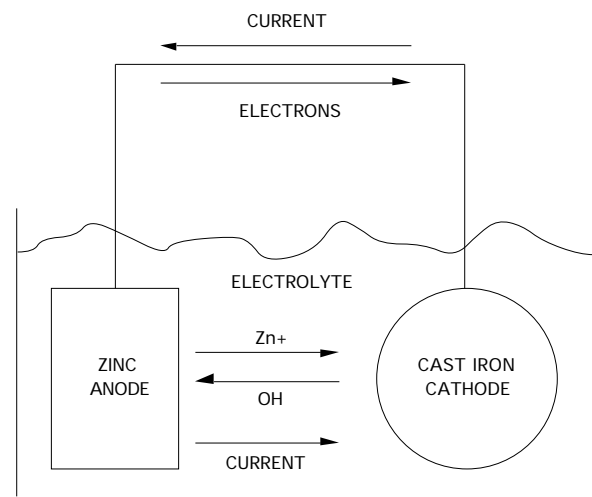 CURRENT
ELECTRONS
ELECTROLYTE
Zn+
ZINC
ANODE
CAST IRON
CATHODE
OH
CURRENT